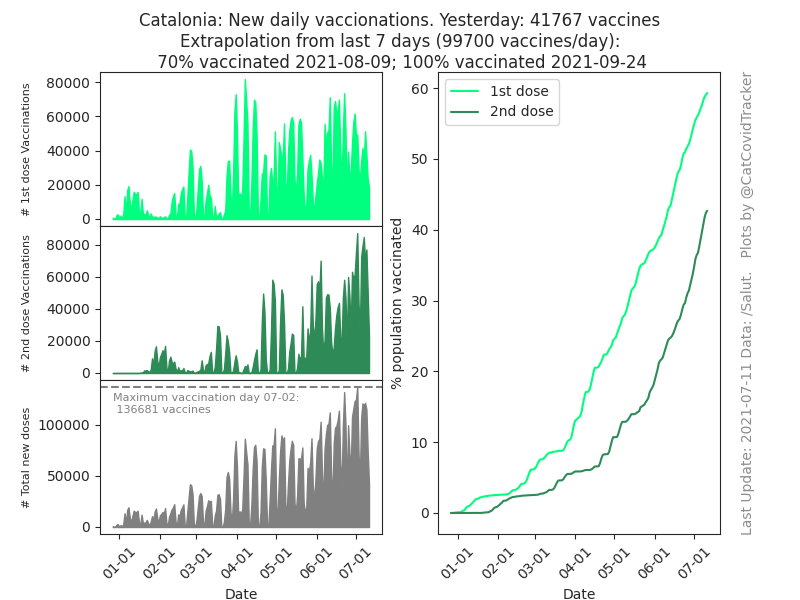 Catalonia: New daily vaccionations. Yesterday: 41767 vaccines
Extrapolation from last 7 days (99700 vaccines/day):
70% vaccinated 2021-08-09; 100% vaccinated 2021-09-24
# 1st dose Vaccinations
80000
60000
40000
20000
0
# 2nd dose Vaccinations
80000
60000
40000
20000
0
# Total new doses
Maximum vaccination day 07-02:
136681 vaccines
100000
50000
0
01-01
02-01
03-01
04-01
05-01
06-01
07-01
Date
% population vaccinated
1st dose
2nd dose
60
50
40
30
20
10
0
01-01
02-01
03-01
04-01
05-01
06-01
07-01
Date
Last Update: 2021-07-11 Data: /Salut. Plots by @CatCovidTracker